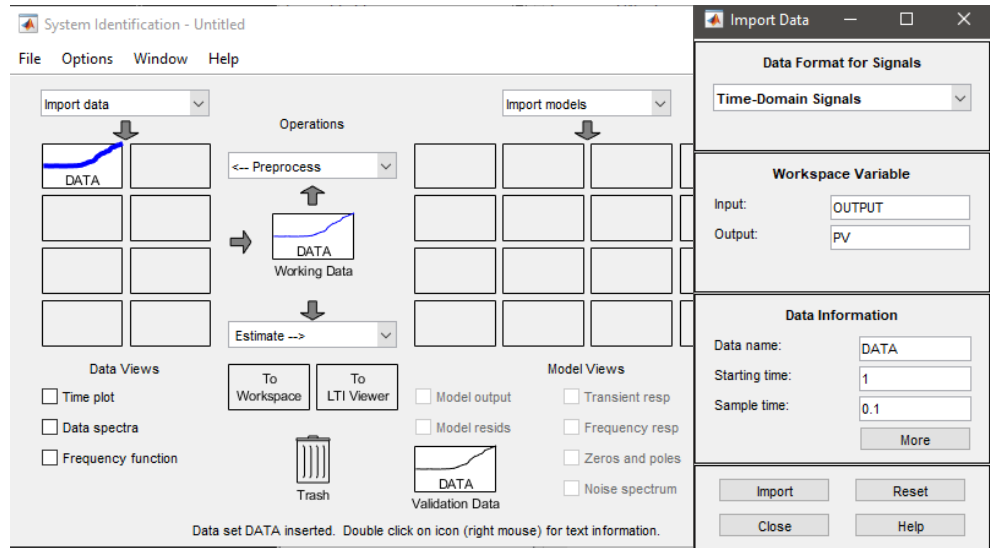 System Identification - Untitled
File Options Window Help
Import data
Operations
Import models
DATA
<-- Preprocess
DATA
Working Data
Estimate -->
Data Views
Time plot
Data spectra
Frequency function
To
Workspace
To
LTI Viewer
Trash
Model Views
Model output
Transient resp
Model resids
Frequency resp
Zeros and poles
Noise spectrum
DATA
Validation Data
Data set DATA inserted. Double click on icon (right mouse) for text information.
Import Data
Data Format for Signals
Time-Domain Signals
Workspace Variable
Input: OUTPUT
Output: PV
Data Information
Data name: DATA
Starting time: 1
Sample time: 0.1
More
Import Reset
Close Help